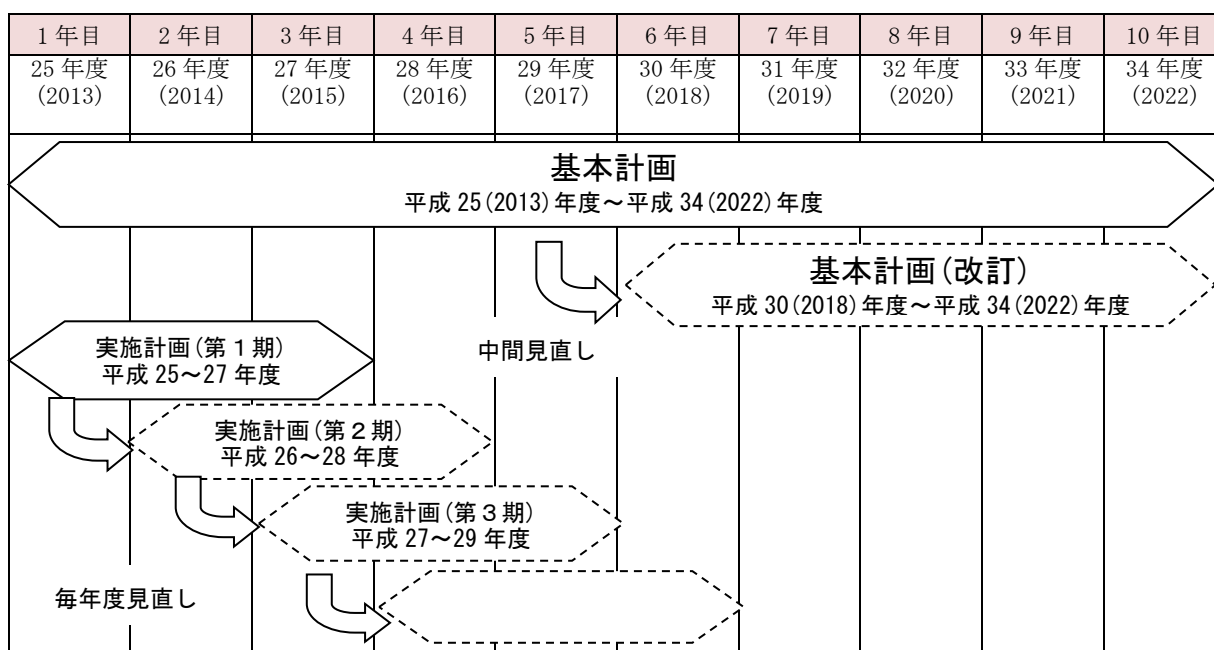 1年目 2年目 3年目 4年目 5年目 6年目 7年目 8年目 9年目 10年目
25年度 26年度 27年度 28年度 29年度 30年度 31年度 32年度 33年度 34年度
(2013) (2014) (2015) (2016) (2017) (2018) (2019) (2020) (2021) (2022)
基本計画
平成25(2013)年度～平成34(2022)年度
基本計画(改訂)
平成30(2018)年度～平成34(2022)年度
中間見直し
実施計画(第１期)
平成25～27年度
実施計画(第２期)
平成26～28年度
実施計画(第３期)
平成27～29年度
毎年度見直し